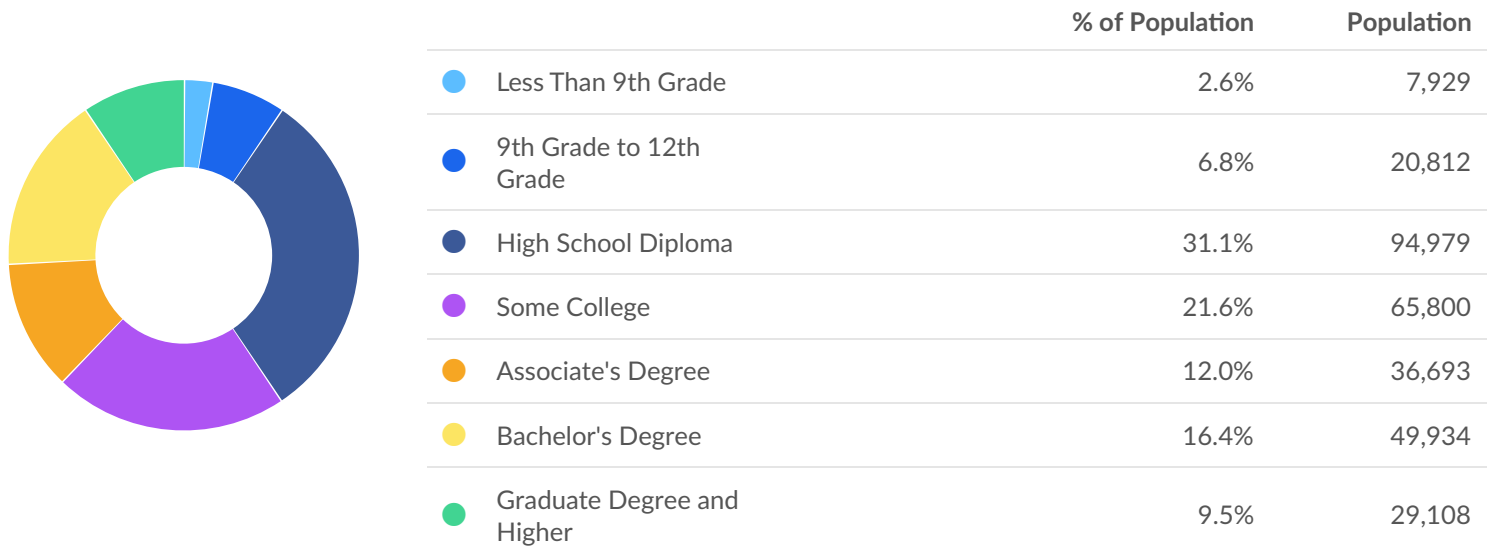 % of Population Population
Less Than 9th Grade 2.6% 7,929
9th Grade to 12th
Grade 6.8% 20,812
High School Diploma 31.1% 94,979
Some College 21.6% 65,800
Associate's Degree 12.0% 36,693
Bachelor's Degree 16.4% 49,934
Graduate Degree and
Higher 9.5% 29,108